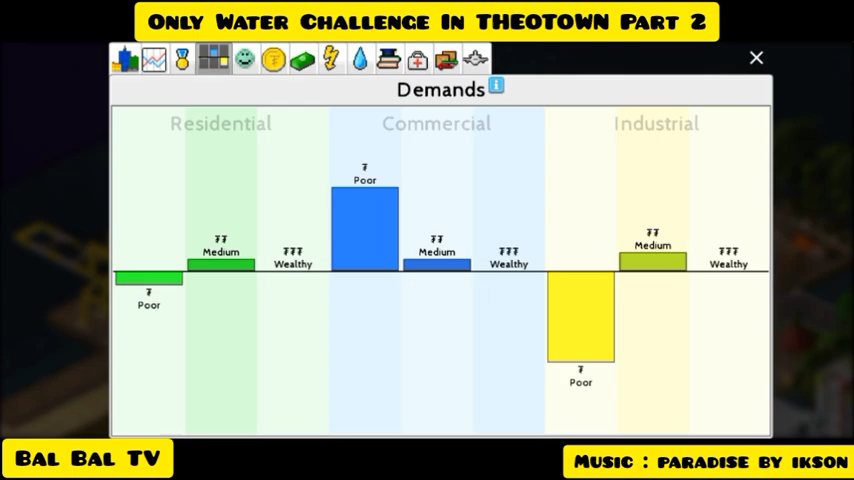 Only Water Challenge In THEOTOWN Part 2
Demands
Residential Commercial Industrial
₮
Poor
₮₮
Medium
₮₮₮
Wealthy
₮
Poor
₮₮
Medium
₮₮₮
Wealthy
₮
Poor
₮₮
Medium
₮₮₮
Wealthy
Bal Bal TV
Music : paradise by ikson